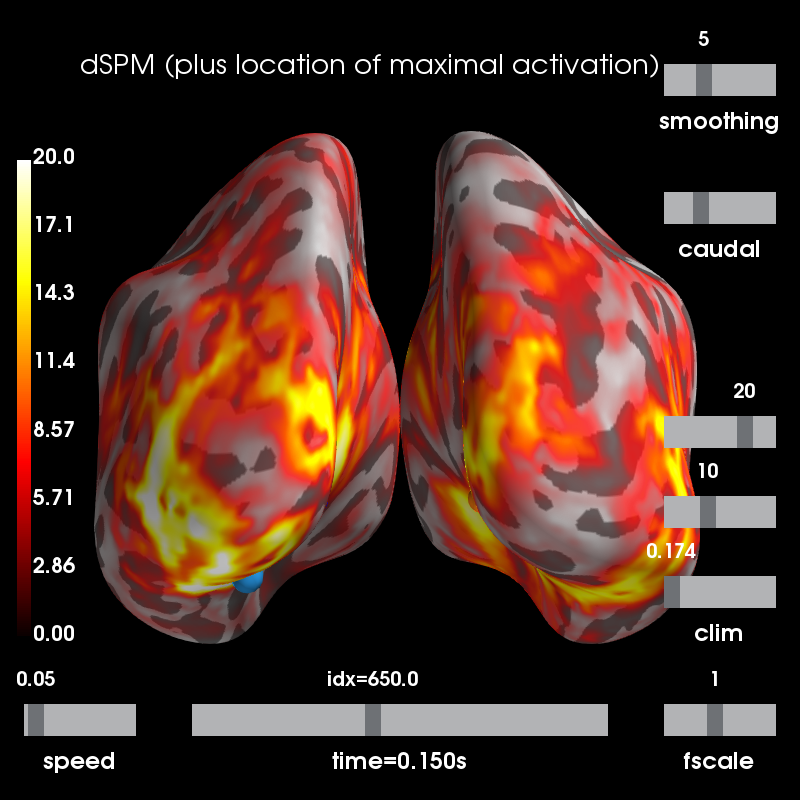 dSPM (plus location of maximal activation)
5
smoothing
caudal
20.0
17.1
14.3
11.4
8.57
5.71
2.86
0.00
20
10
0.174
clim
0.05
speed
idx=650.0
time=0.150s
1
fscale